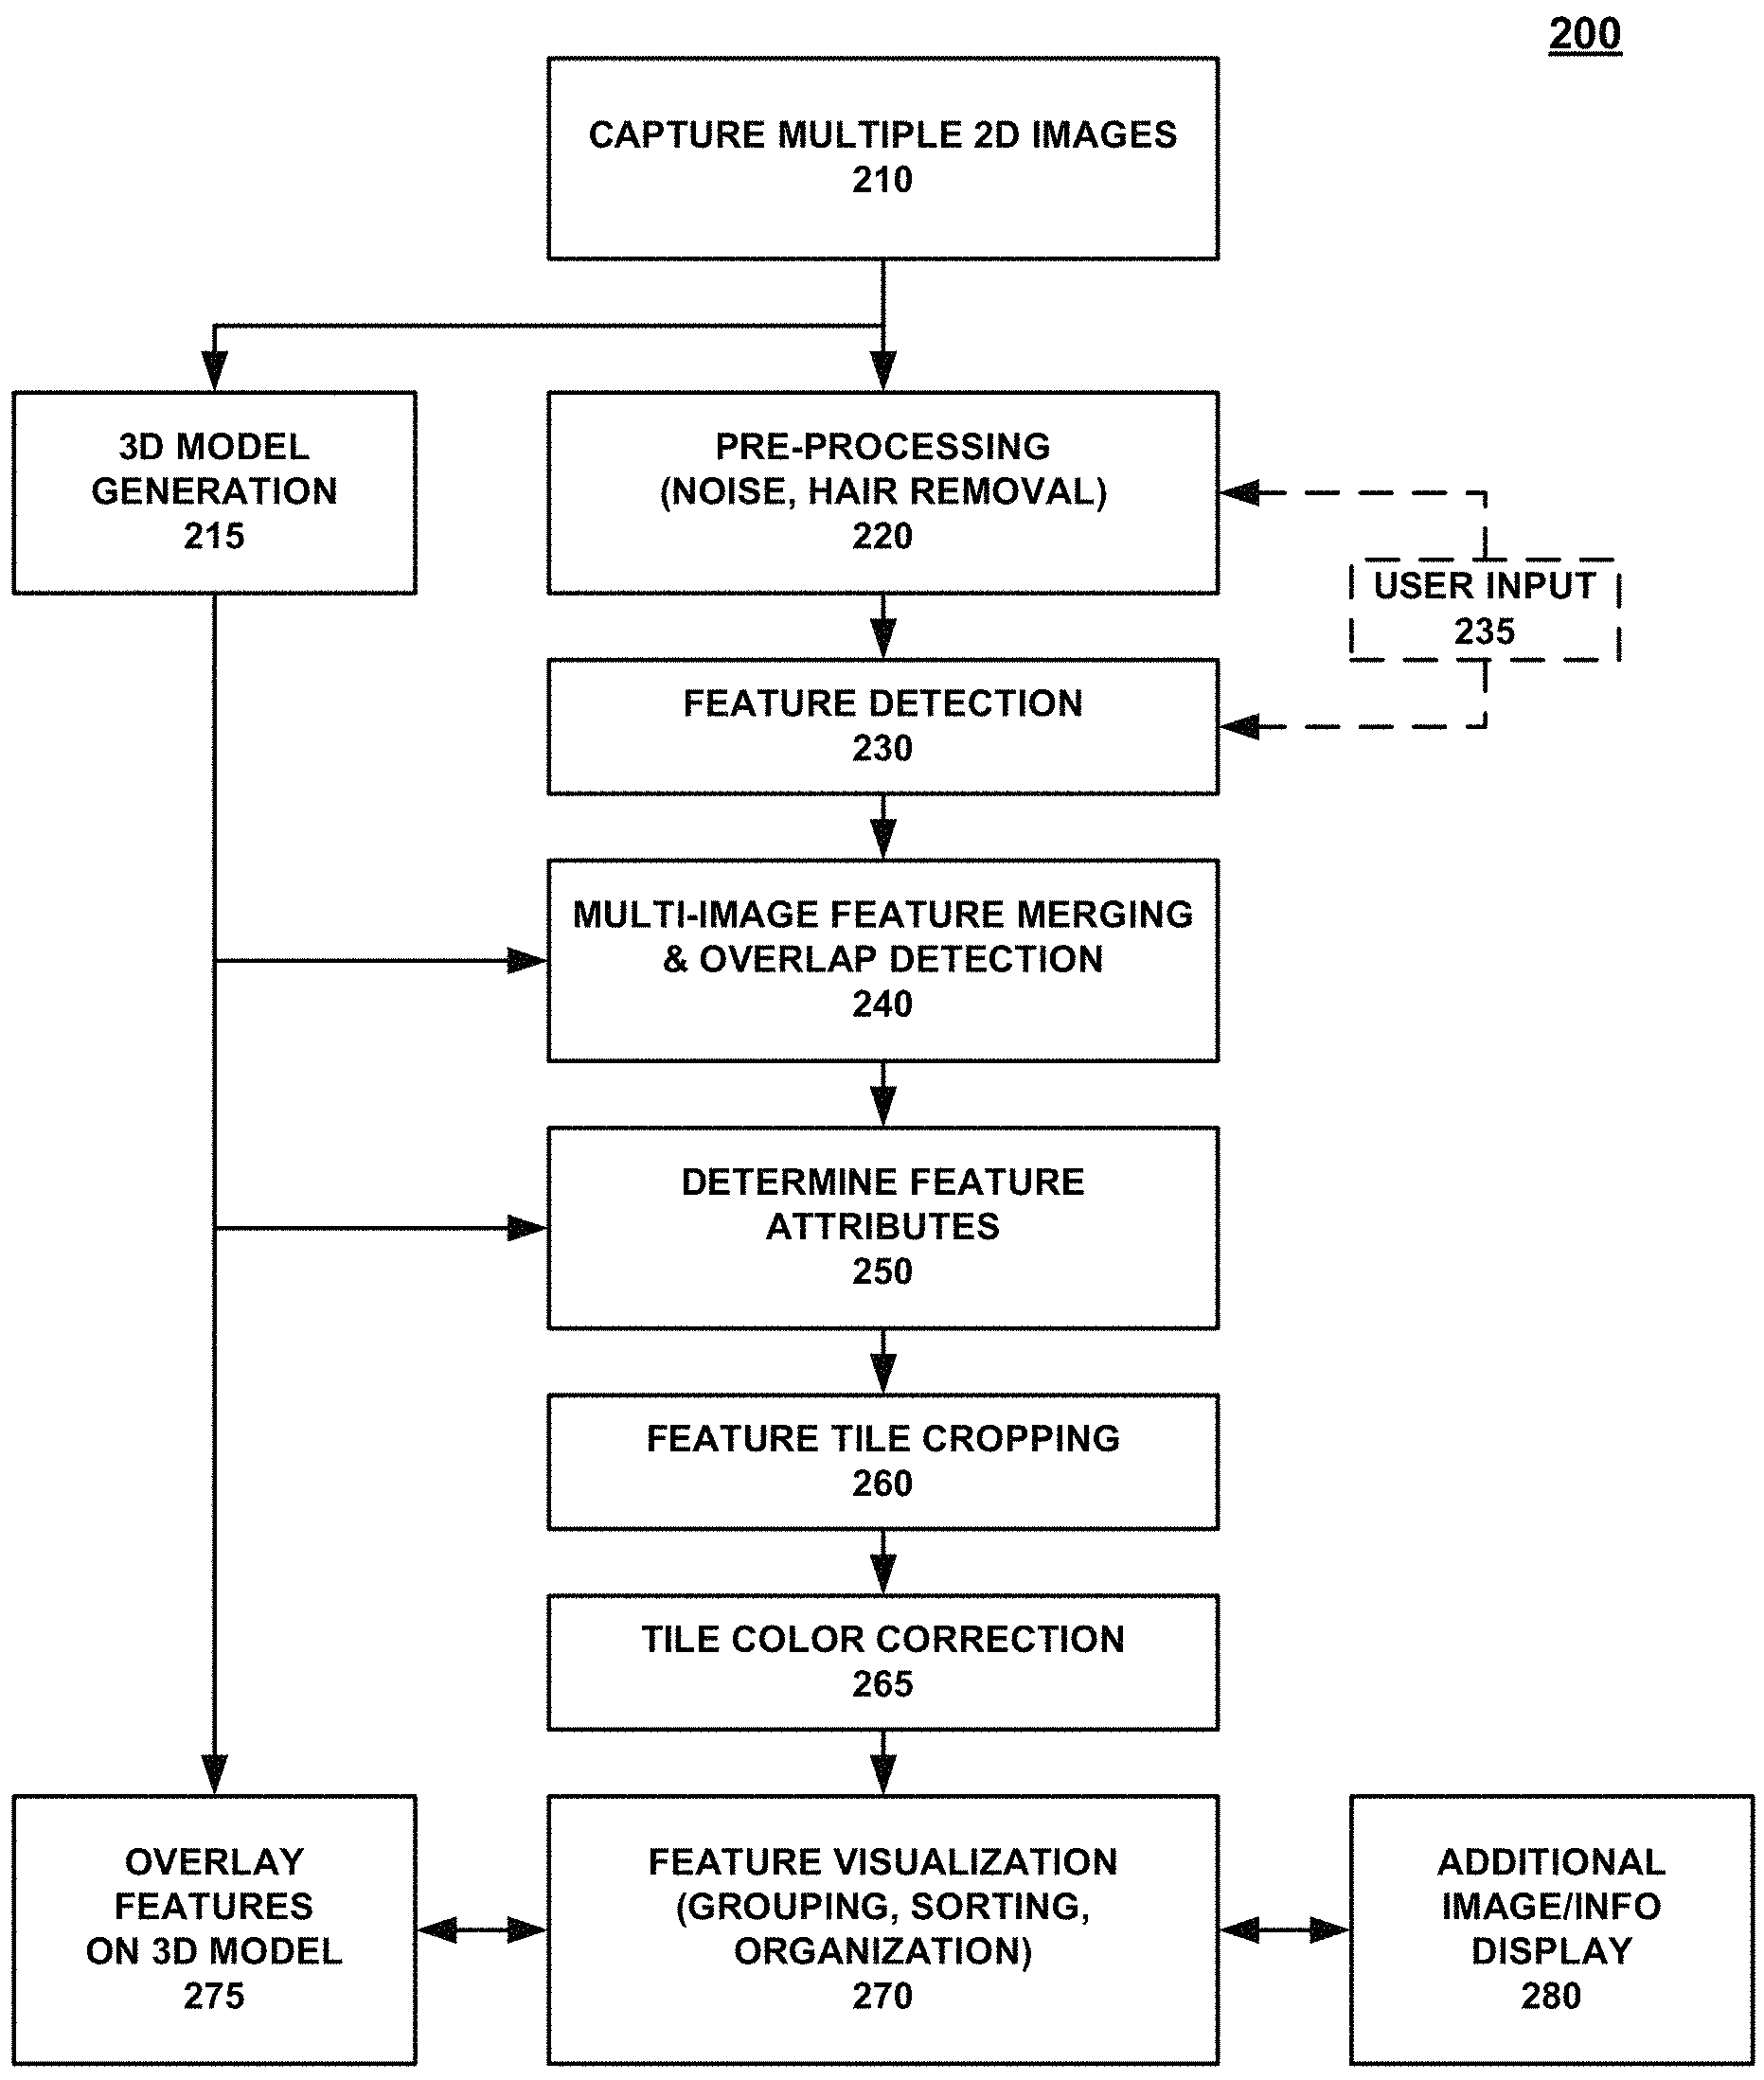 200
CAPTURE MULTIPLE 2D IMAGES
210
3D MODEL
GENERATION
215
PRE-PROCESSING
(NOISE, HAIR REMOVAL)
220
USER INPUT
235
FEATURE DETECTION
230
MULTI-IMAGE FEATURE MERGING
& OVERLAP DETECTION
240
DETERMINE FEATURE
ATTRIBUTES
250
FEATURE TILE CROPPING
260
TILE COLOR CORRECTION
265
OVERLAY
FEATURES
ON 3D MODEL
275
FEATURE VISUALIZATION
(GROUPING, SORTING,
ORGANIZATION)
270
ADDITIONAL
IMAGE/INFO
DISPLAY
280